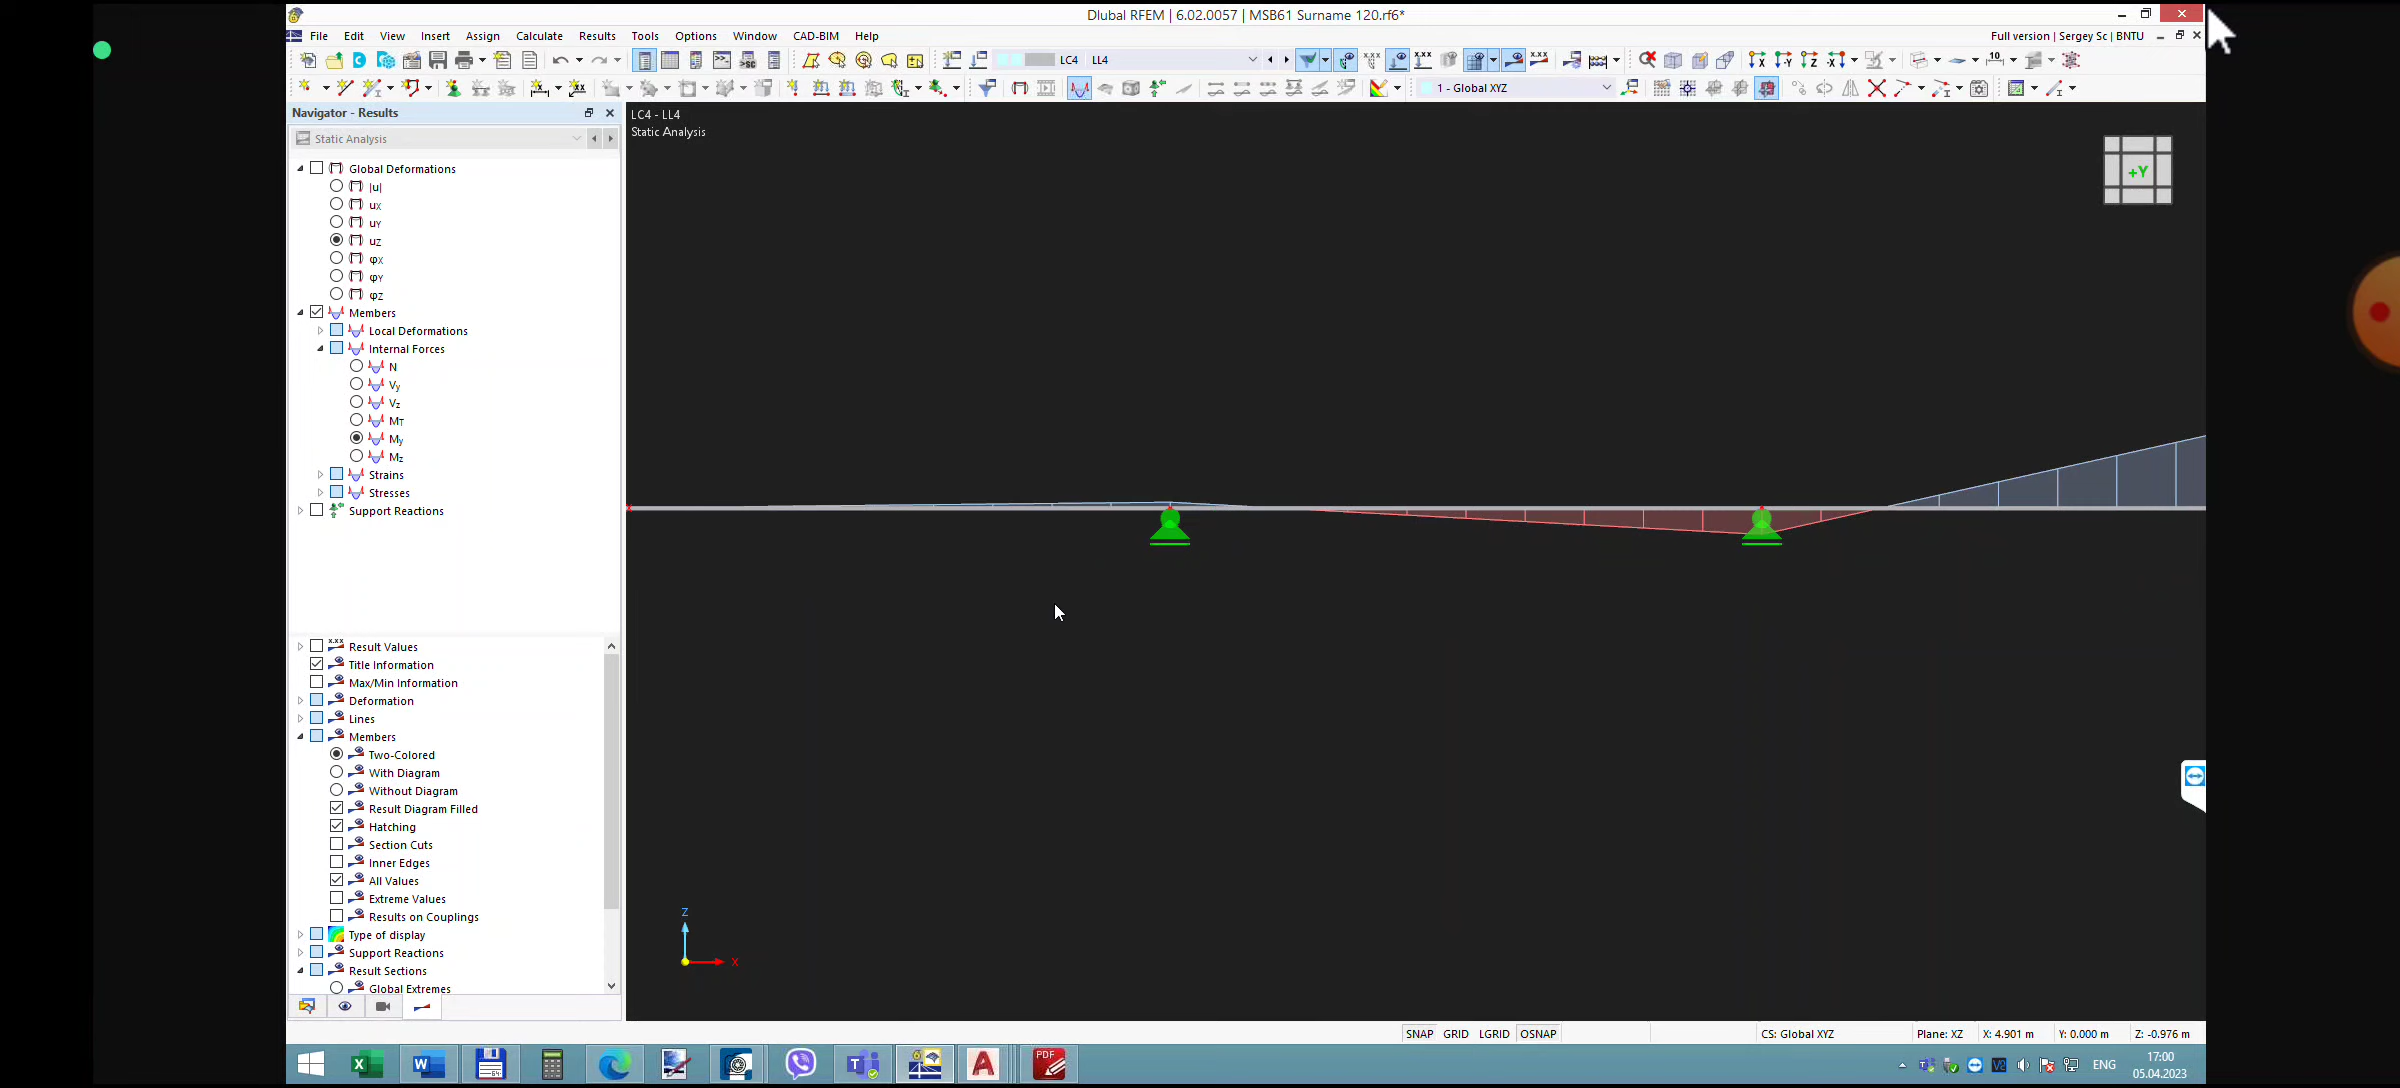 Dlubal RFEM | 6.02.0057 | MSB61 Surname 120.rf6*
File Edit View Insert Assign Calculate Results Tools Options Window CAD-BIM Help
Full version | Sergey Sc | BNTU
LC4 LL4
1 - Global XYZ
Navigator - Results
Static Analysis
Global Deformations
|u|
uX
uY
uZ
φX
φY
φZ
Members
Local Deformations
Internal Forces
N
Vy
Vz
MT
My
Mz
Strains
Stresses
Support Reactions
Result Values
Title Information
Max/Min Information
Deformation
Lines
Members
Two-Colored
With Diagram
Without Diagram
Result Diagram Filled
Hatching
Section Cuts
Inner Edges
All Values
Extreme Values
Results on Couplings
Type of display
Support Reactions
Result Sections
Global Extremes
LC4 - LL4
Static Analysis
+Y
Z
X
SNAP GRID LGRID OSNAP
CS: Global XYZ
Plane: XZ
X: 4.901 m
Y: 0.000 m
Z: -0.976 m
PDF
ENG
17:00
05.04.2023